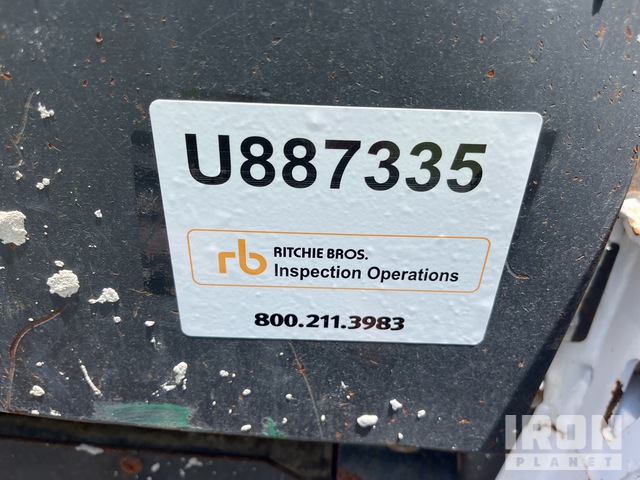 U887335
rb RITCHIE BROS.
Inspection Operations
800.211.3983
IRON
PLANET